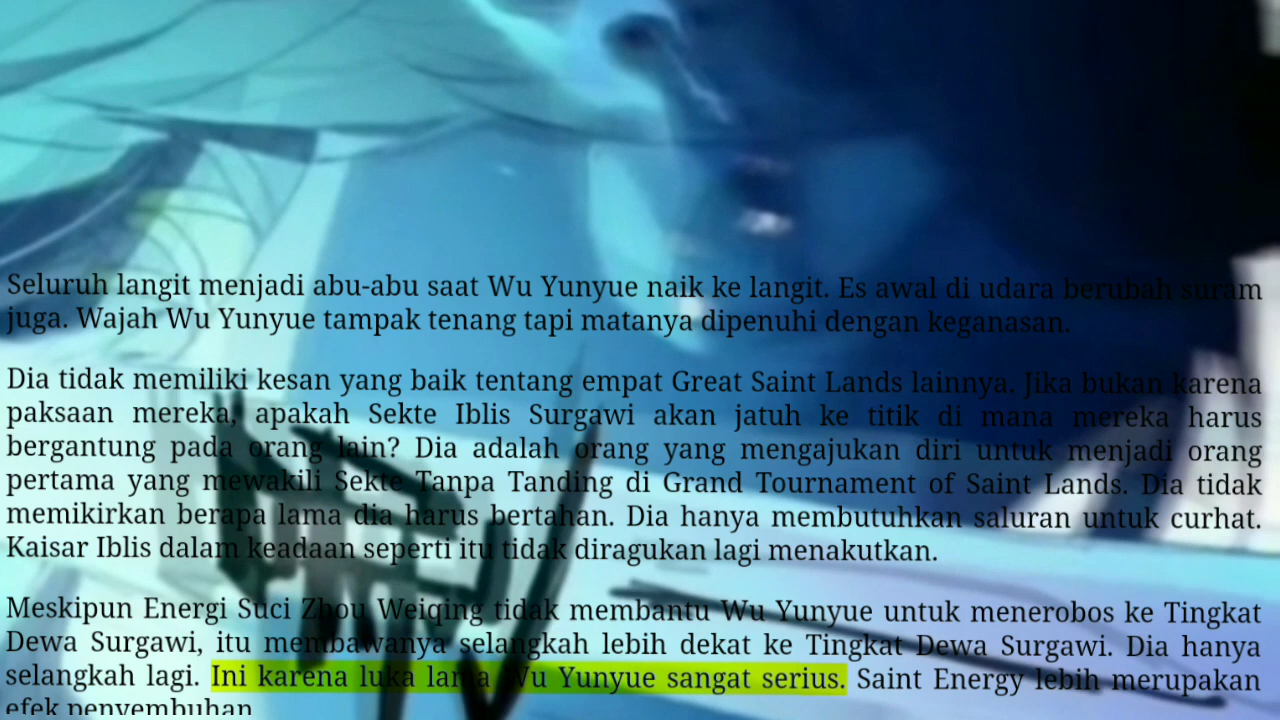 Seluruh langit menjadi abu-abu saat Wu Yunyue naik ke langit. Es awal di udara berubah suram
juga. Wajah Wu Yunyue tampak tenang tapi matanya dipenuhi dengan keganasan.
Dia tidak memiliki kesan yang baik tentang empat Great Saint Lands lainnya. Jika bukan karena
paksaan mereka, apakah Sekte Iblis Surgawi akan jatuh ke titik di mana mereka harus
bergantung pada orang lain? Dia adalah orang yang mengajukan diri untuk menjadi orang
pertama yang mewakili Sekte Tanpa Tanding di Grand Tournament of Saint Lands. Dia tidak
memikirkan berapa lama dia harus bertahan. Dia hanya membutuhkan saluran untuk curhat.
Kaisar Iblis dalam keadaan seperti itu tidak diragukan lagi menakutkan.
Meskipun Energi Suci Zhou Weiqing tidak membantu Wu Yunyue untuk menerobos ke Tingkat
Dewa Surgawi, itu membawanya selangkah lebih dekat ke Tingkat Dewa Surgawi. Dia hanya
selangkah lagi. Ini karena luka lama Wu Yunyue sangat serius. Saint Energy lebih merupakan
efek penyembuhan